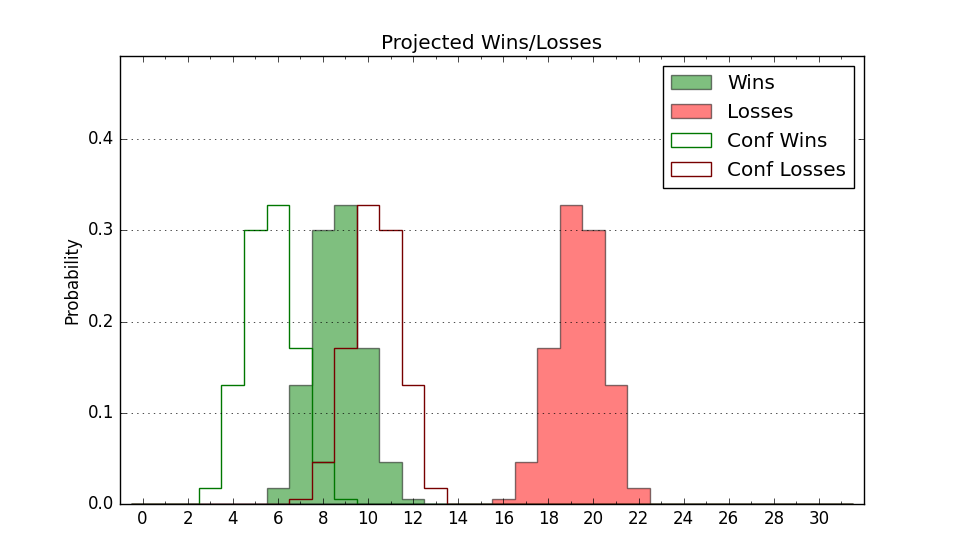 Projected Wins/Losses
Wins
Losses
Conf Wins
Conf Losses
Probability
0.4
0.3
0.2
0.1
0.0
0 2 4 6 8 10 12 14 16 18 20 22 24 26 28 30